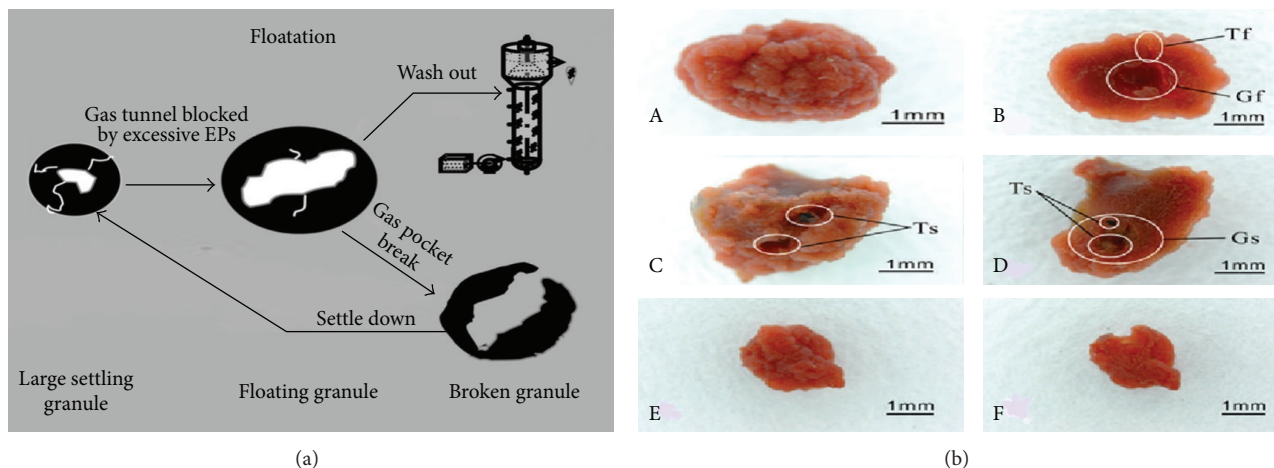 Floatation
Wash out
Gas tunnel blocked
by excessive EPs
Gas pocket
break
Settle down
Large settling
granule
Floating granule
Broken granule
(a)
A
1mm
B
Tf
Gf
1mm
C
Ts
1mm
D
Ts
Gs
1mm
E
1mm
F
1mm
(b)